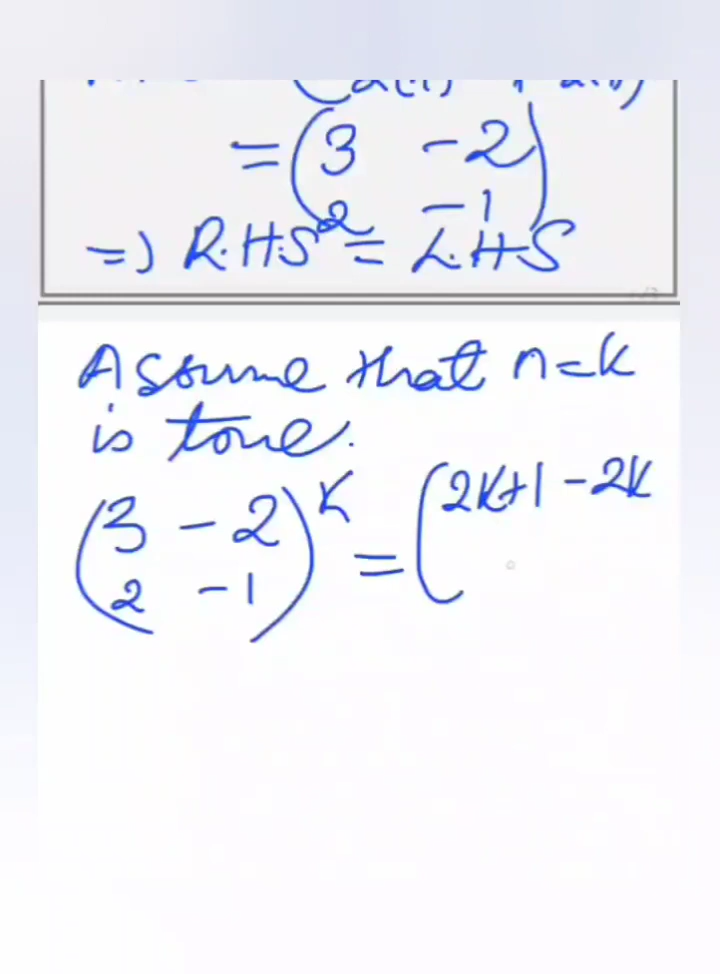 = (3 -2
2 -1)
=) R.H.S = L.H.S
Assume that n=k
is true.
(3 -2
2 -1)^K = (2K+1 -2K